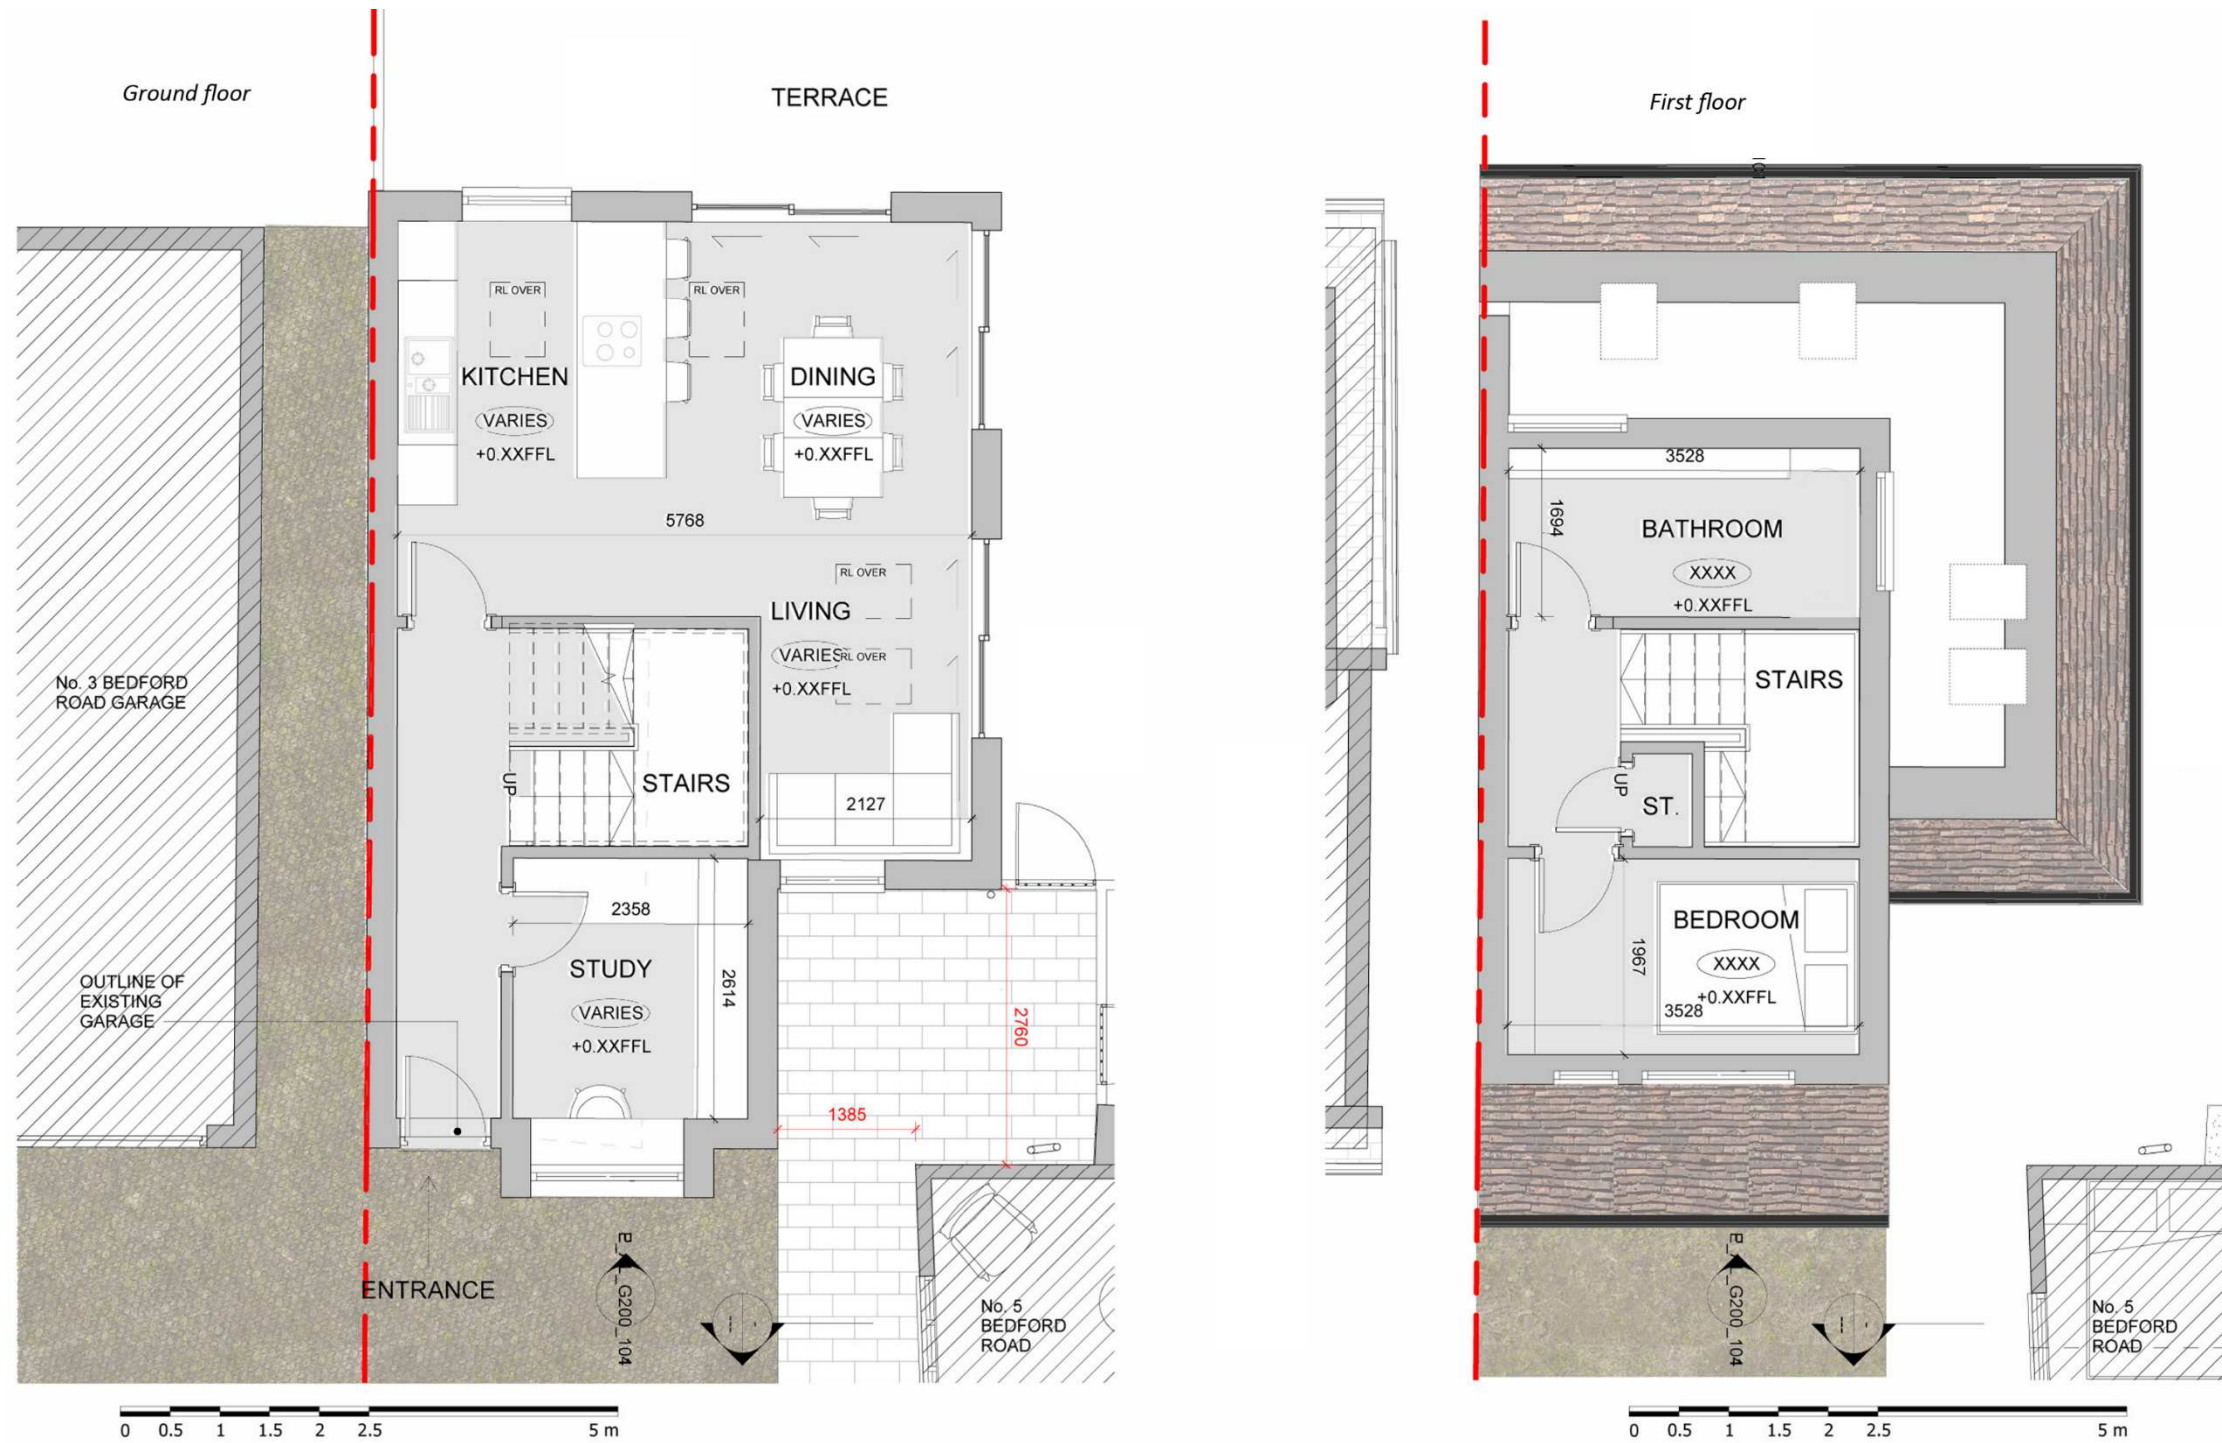 Ground floor
TERRACE
RL OVER
RL OVER
KITCHEN
VARIES
+0.XXFFL
DINING
VARIES
+0.XXFFL
5768
RL OVER
LIVING
VARIES
RL OVER
+0.XXFFL
No. 3 BEDFORD
ROAD GARAGE
UP
STAIRS
2127
2358
STUDY
VARIES
+0.XXFFL
2614
2760
1385
OUTLINE OF
EXISTING
GARAGE
ENTRANCE
G200_104
No. 5
BEDFORD
ROAD
0 0.5 1 1.5 2 2.5 5 m
First floor
3528
1694
BATHROOM
XXXX
+0.XXFFL
STAIRS
UP
ST.
BEDROOM
XXXX
+0.XXFFL
1967
3528
G200_104
No. 5
BEDFORD
ROAD
0 0.5 1 1.5 2 2.5 5 m